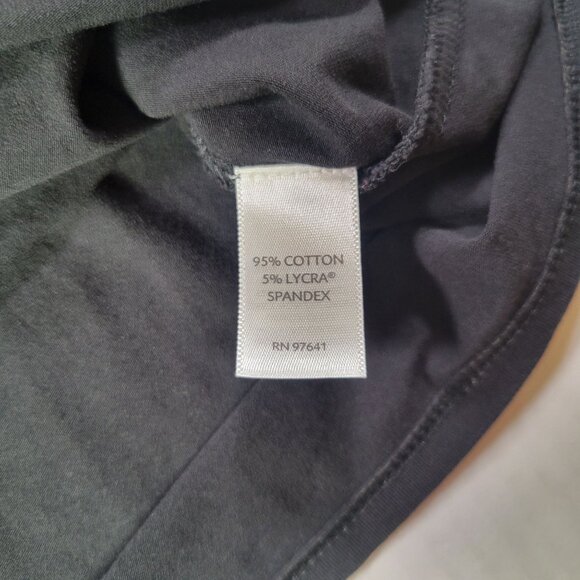 95% COTTON
5% LYCRA®
SPANDEX
RN 97641